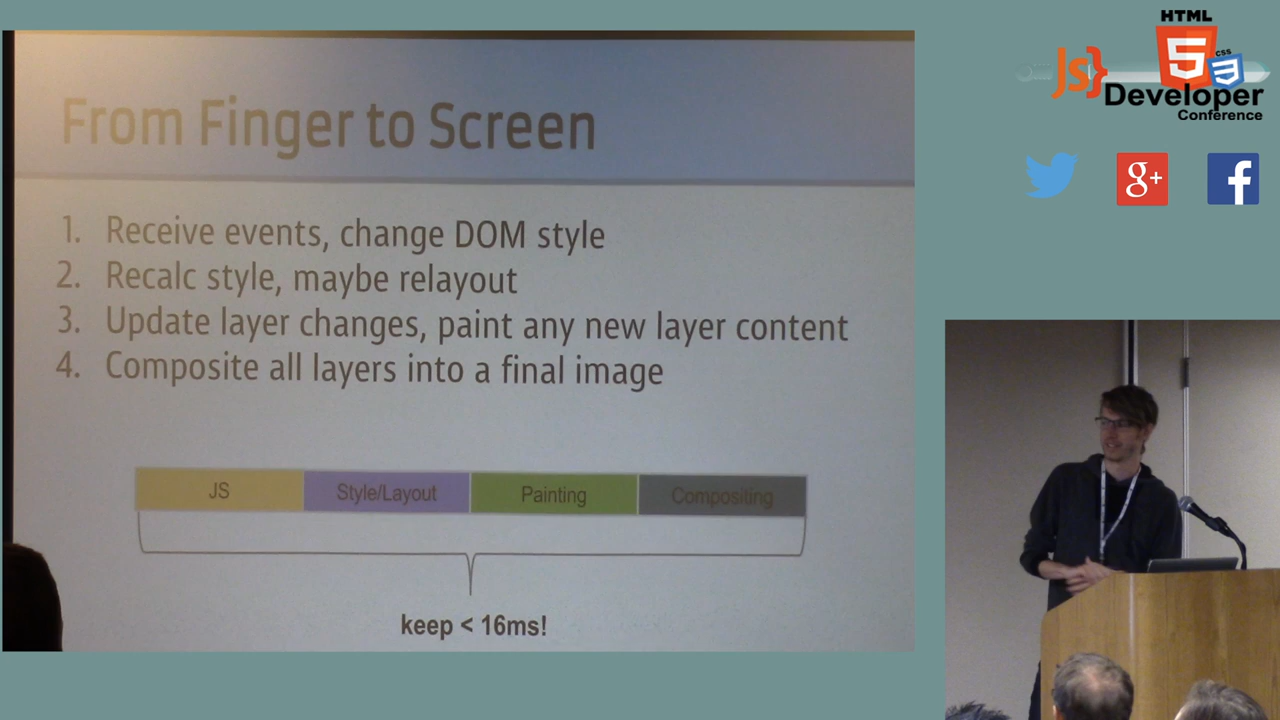 From Finger to Screen
1. Receive events, change DOM style
2. Recalc style, maybe relayout
3. Update layer changes, paint any new layer content
4. Composite all layers into a final image
JS Style/Layout Painting Compositing
keep < 16ms!
HTML
5
JS} css
3
Developer
Conference
g+ f